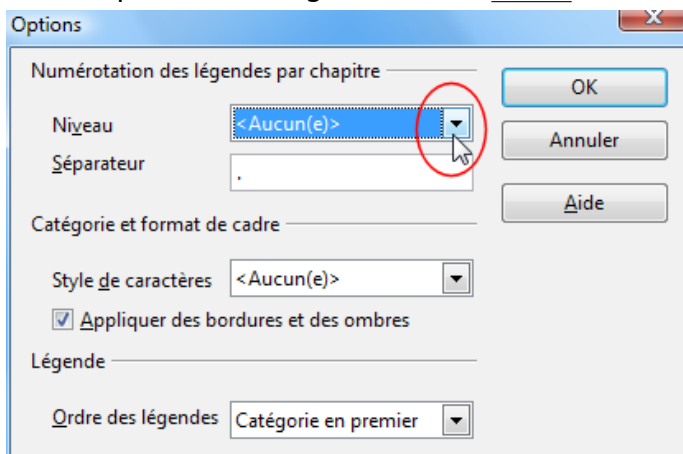 Options
Numérotation des légendes par chapitre
OK
Niveau <Aucun(e)>
Annuler
Séparateur .
Aide
Catégorie et format de cadre
Style de caractères <Aucun(e)>
Appliquer des bordures et des ombres
Légende
Ordre des légendes Catégorie en premier